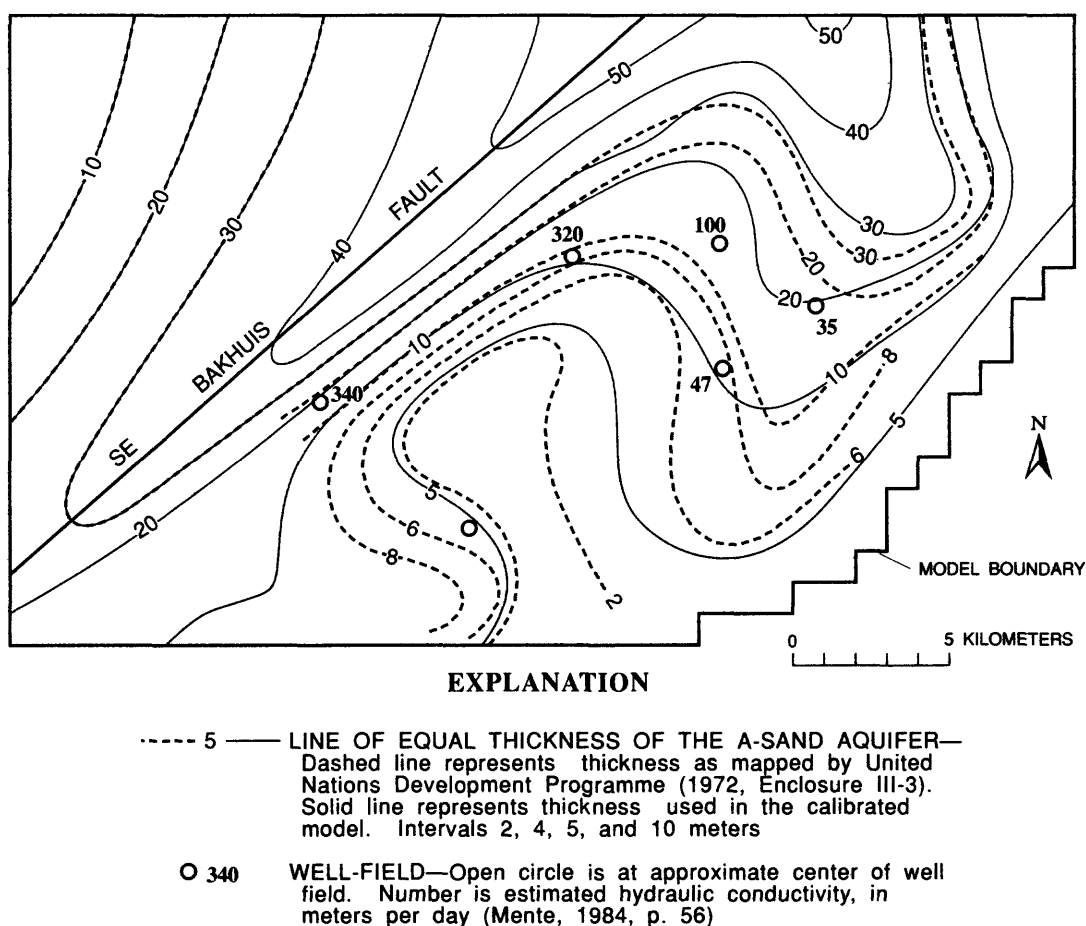 50
50
10
20
30
40
FAULT
40
BAKHUIS
SE
320
100
30
30
20
20
35
10
340
47
10
8
5
6
5
6
8
2
20
N
MODEL BOUNDARY
0 5 KILOMETERS
EXPLANATION
5 LINE OF EQUAL THICKNESS OF THE A-SAND AQUIFER—
Dashed line represents thickness as mapped by United
Nations Development Programme (1972, Enclosure III-3).
Solid line represents thickness used in the calibrated
model. Intervals 2, 4, 5, and 10 meters
340 WELL-FIELD—Open circle is at approximate center of well
field. Number is estimated hydraulic conductivity, in
meters per day (Mente, 1984, p. 56)